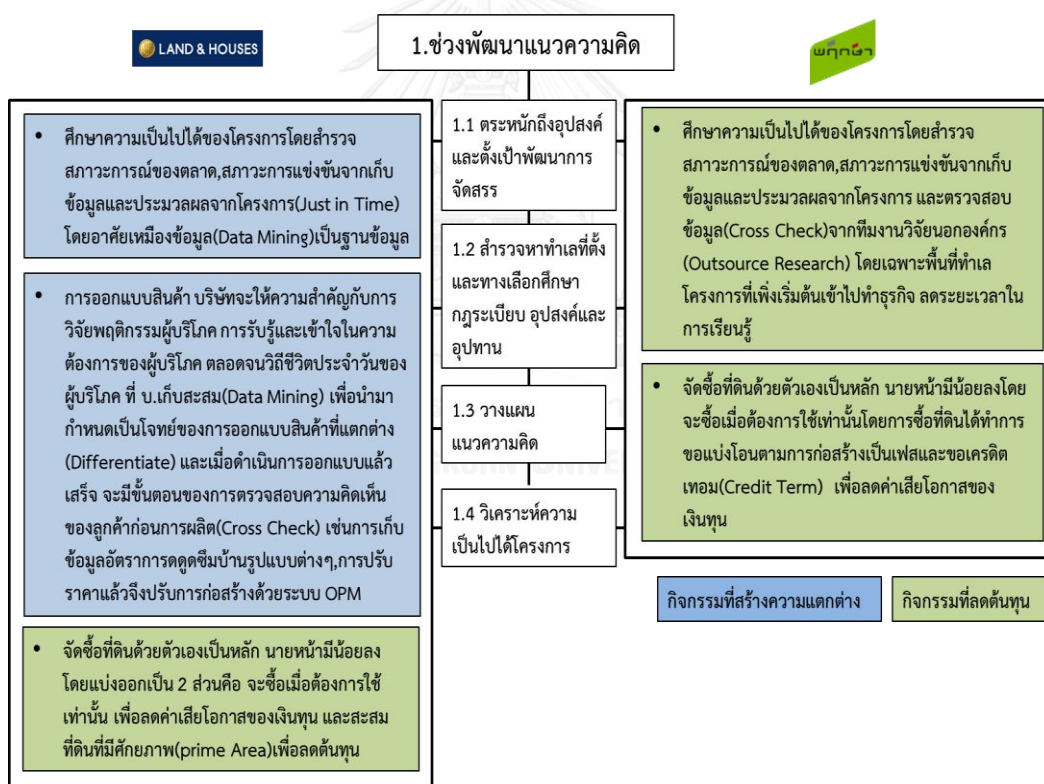 LAND & HOUSES
1.ช่วงพัฒนาแนวความคิด
พฤกษา
• ศึกษาความเป็นไปได้ของโครงการโดยสำรวจ
สภาวะการณ์ของตลาด,สภาวะการแข่งขันจากเก็บ
ข้อมูลและประมวลผลจากโครงการ(Just in Time)
โดยอาศัยเหมืองข้อมูล(Data Mining)เป็นฐานข้อมูล
• การออกแบบสินค้า บริษัทจะให้ความสำคัญกับการ
วิจัยพฤติกรรมผู้บริโภค การรับรู้และเข้าใจในความ
ต้องการของผู้บริโภค ตลอดจนวิถีชีวิตประจำวันของ
ผู้บริโภค ที่ บ.เก็บสะสม(Data Mining) เพื่อนำมา
กำหนดเป็นโจทย์ของการออกแบบสินค้าที่แตกต่าง
(Differentiate) และเมื่อดำเนินการออกแบบแล้ว
เสร็จ จะมีขั้นตอนของการตรวจสอบความคิดเห็น
ของลูกค้าก่อนการผลิต(Cross Check) เช่นการเก็บ
ข้อมูลอัตราการดดูดซึมบ้านรูปแบบต่างๆ,การปรับ
ราคาแล้วจึงปรับการก่อสร้างด้วยระบบ OPM
• จัดซื้อที่ดินด้วยตัวเองเป็นหลัก นายหน้ามีน้อยลง
โดยแบ่งออกเป็น 2 ส่วนคือ จะซื้อเมื่อต้องการใช้
เท่านั้น เพื่อลดค่าเสียโอกาสของเงินทุน และสะสม
ที่ดินที่มีศักยภาพ(prime Area)เพื่อลดต้นทุน
1.1 ตระหนักถึงอุปสงค์
และตั้งเป้าพัฒนาการ
จัดสรร
1.2 สำรวจหาทำเลที่ตั้ง
และทางเลือกศึกษา
กฎระเบียบ อุปสงค์และ
อุปทาน
1.3 วางแผน
แนวความคิด
1.4 วิเคราะห์ความ
เป็นไปได้โครงการ
• ศึกษาความเป็นไปได้ของโครงการโดยสำรวจ
สภาวะการณ์ของตลาด,สภาวะการแข่งขันจากเก็บ
ข้อมูลและประมวลผลจากโครงการ และตรวจสอบ
ข้อมูล(Cross Check)จากทีมงานวิจัยนอกองค์กร
(Outsource Research) โดยเฉพาะพื้นที่ทำเล
โครงการที่เพิ่งเริ่มต้นเข้าไปทำธุรกิจ ลดระยะเวลาใน
การเรียนรู้
• จัดซื้อที่ดินด้วยตัวเองเป็นหลัก นายหน้ามีน้อยลงโดย
จะซื้อเมื่อต้องการใช้เท่านั้นโดยการซื้อที่ดินได้ทำการ
ขอแบ่งโอนตามการก่อสร้างเป็นเฟสและขอเครดิต
เทอม(Credit Term) เพื่อลดค่าเสียโอกาสของ
เงินทุน
กิจกรรมที่สร้างความแตกต่าง
กิจกรรมที่ลดต้นทุน